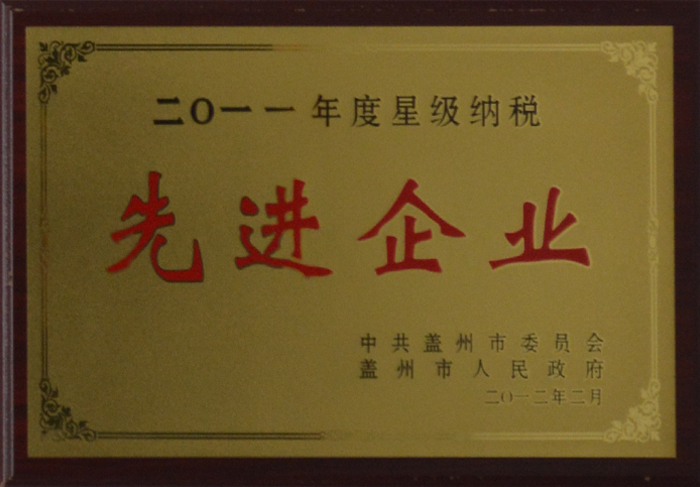 二〇一一年度星级纳税
先进企业
中共盖州市委员会
盖州市人民政府
二〇一二年二月